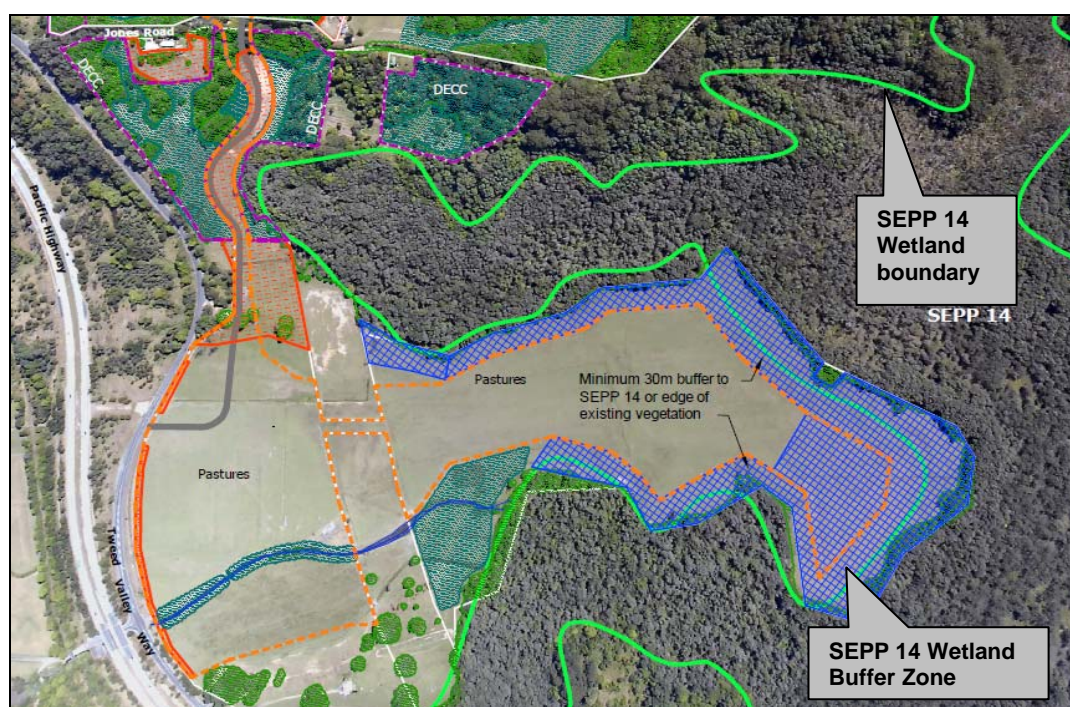 Jones Road
DECC
DECC
DECC
Pacific Highway
SEPP 14
Wetland
boundary
SEPP 14
Pastures
Minimum 30m buffer to
SEPP 14 or edge of
existing vegetation
Pastures
Tweed Valley Way
SEPP 14 Wetland
Buffer Zone